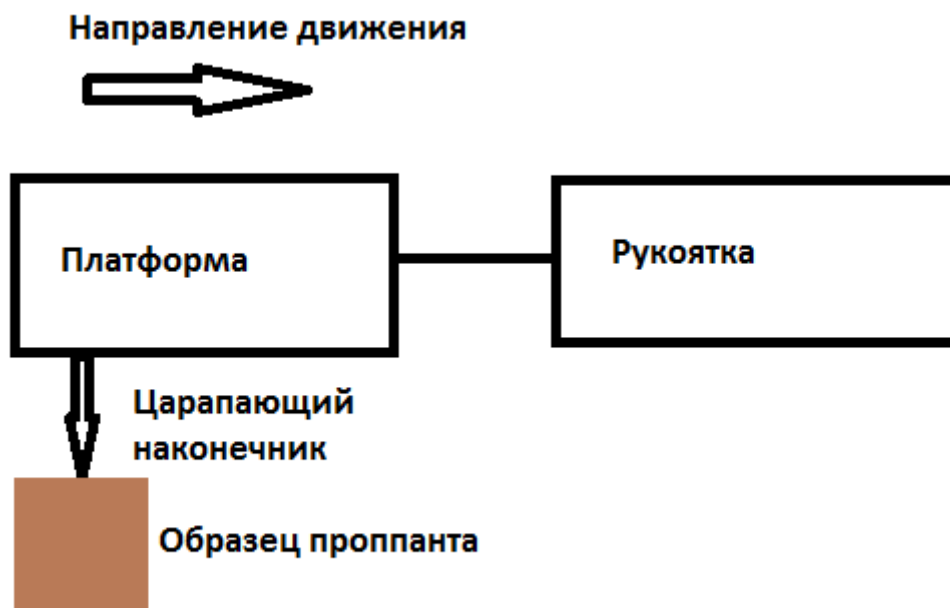 Направление движения
Платформа
Рукоятка
Царапающий
наконечник
Образец проппанта